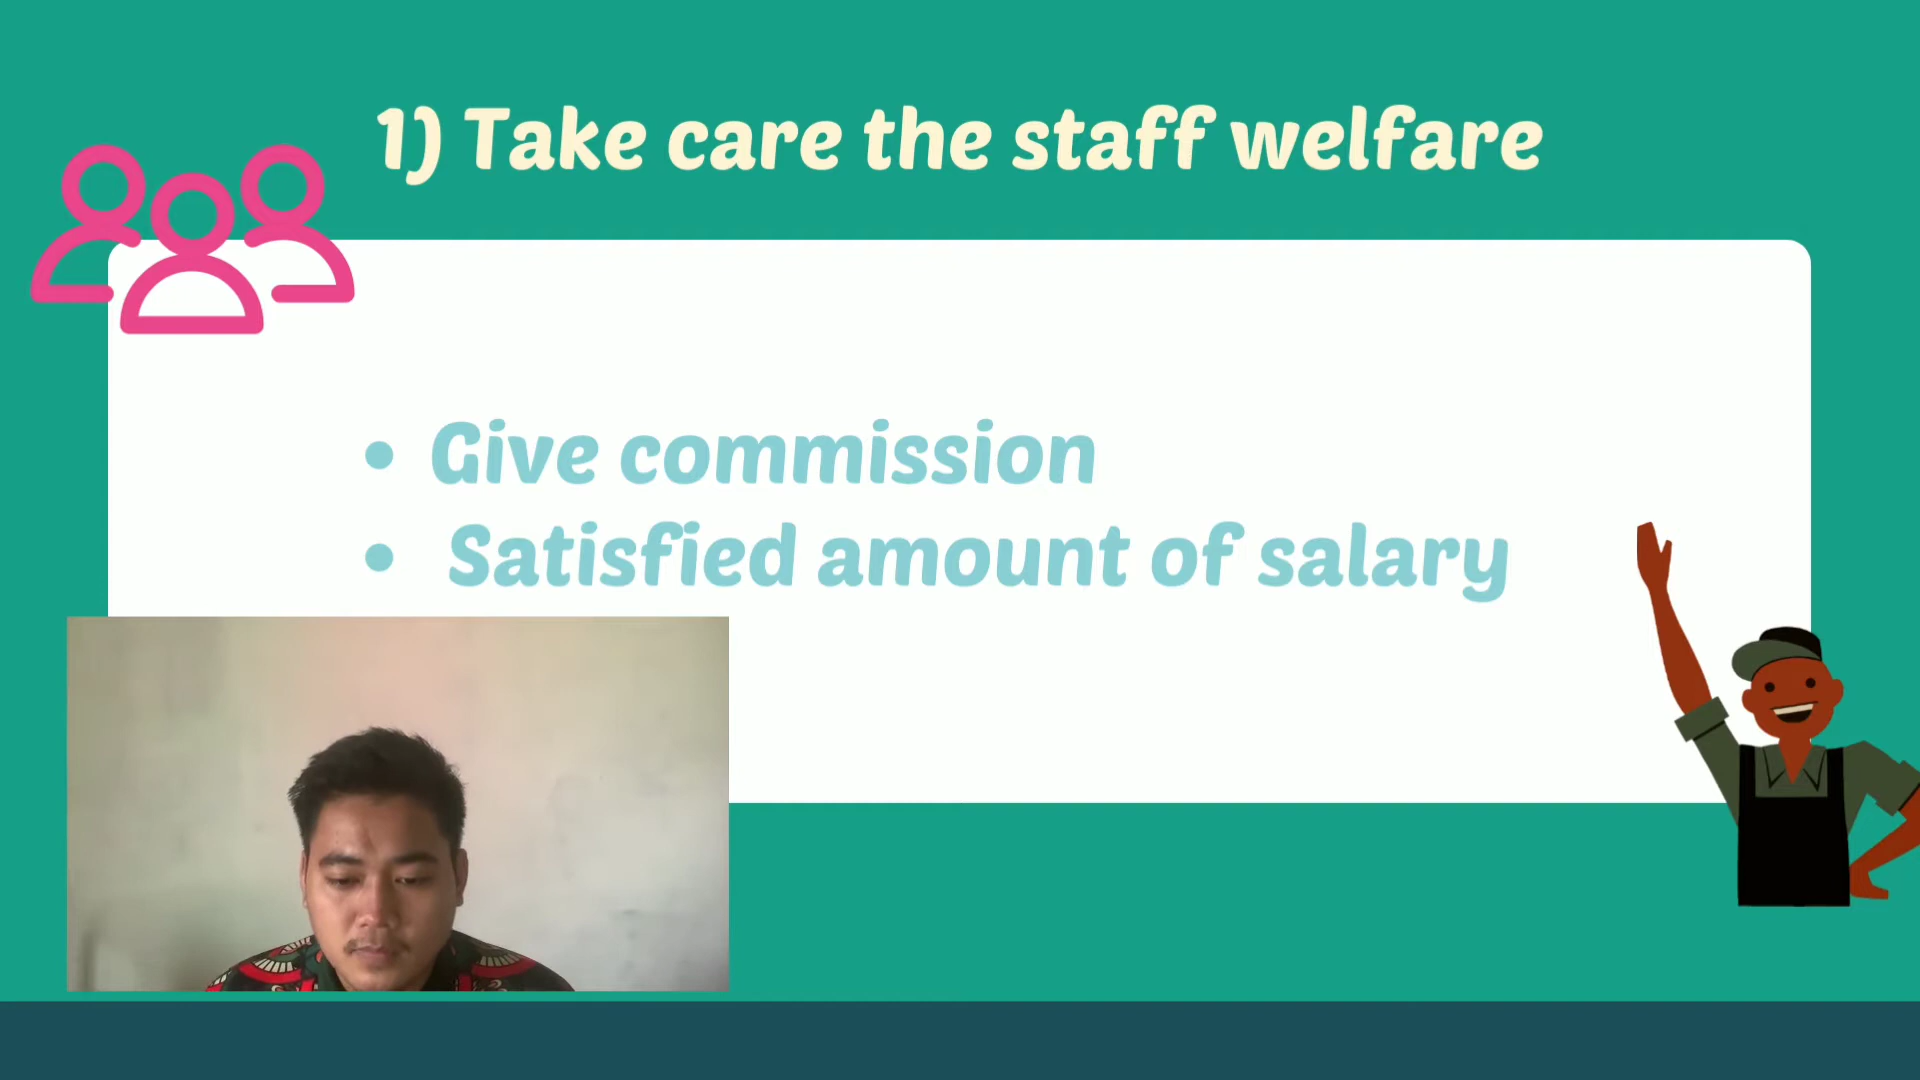 1) Take care the staff welfare
• Give commission
• Satisfied amount of salary